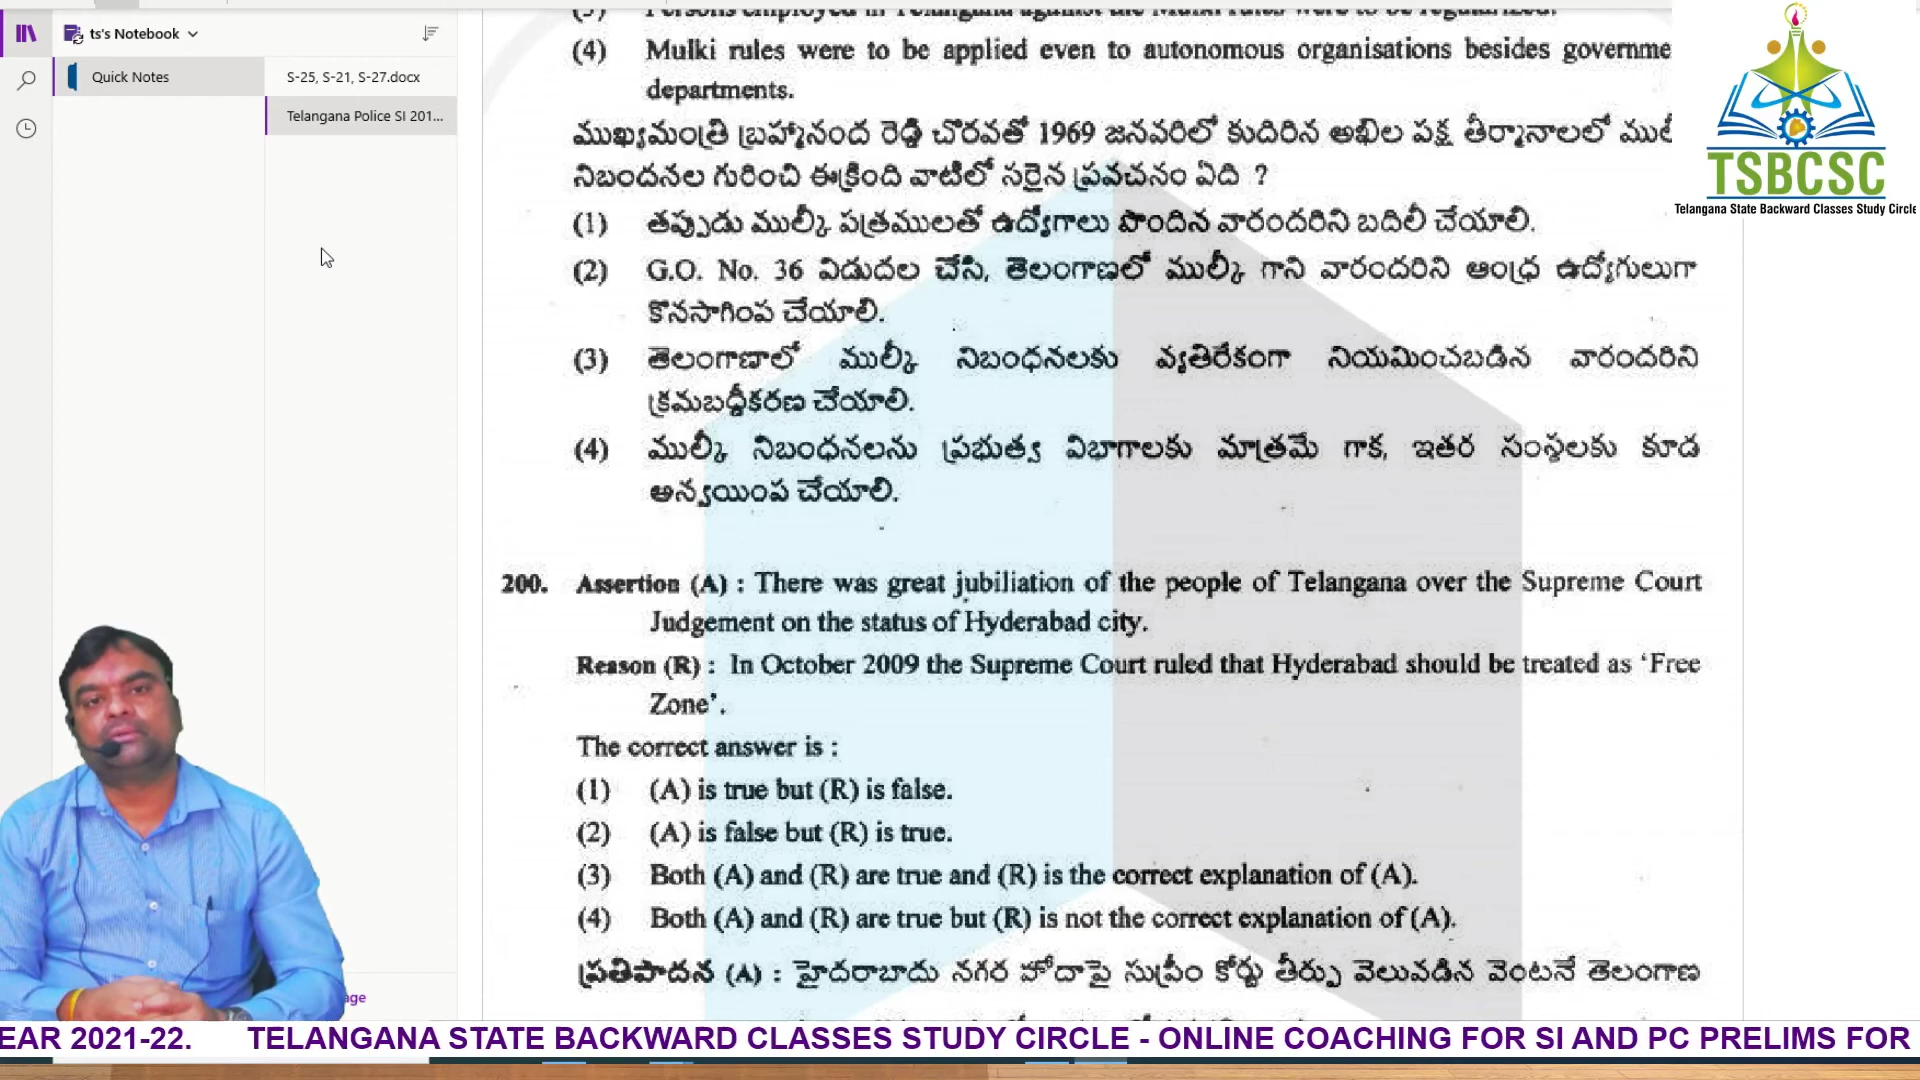 ts's Notebook
Quick Notes
S-25, S-21, S-27.docx
Telangana Police SI 201...
(4) Mulki rules were to be applied even to autonomous organisations besides governme
departments.
ముఖ్యమంత్రి బ్రహ్మానంద రెడ్డి చొరవతో 1969 జనవరిలో కుదిరిన అఖిల పక్ష తీర్మానాలలో
నిబందనల గురించి ఈక్రింది వాటిలో సరైన ప్రవచనం ఏది ?
(1) తప్పుడు ముల్కీ పత్రములతో ఉద్యోగాలు పొందిన వారందరిని బదిలీ చేయాలి.
(2) G.O. No. 36 విడుదల చేసి, తెలంగాణలో ముల్కీ గాని వారందరిని ఆంధ్ర ఉద్యోగులుగా
కొనసాగింప చేయాలి.
(3) తెలంగాణాలో ముల్కీ నిబంధనలకు వ్యతిరేకంగా నియమించబడిన వారందరిని
క్రమబద్ధీకరణ చేయాలి.
(4) ముల్కీ నిబంధనలను ప్రభుత్వ విభాగాలకు మాత్రమే గాక, ఇతర సంస్థలకు కూడ
అన్వయింప చేయాలి.
200. Assertion (A) : There was great jubiliation of the people of Telangana over the Supreme Court
Judgement on the status of Hyderabad city.
Reason (R) : In October 2009 the Supreme Court ruled that Hyderabad should be treated as ‘Free
Zone’.
The correct answer is :
(1) (A) is true but (R) is false.
(2) (A) is false but (R) is true.
(3) Both (A) and (R) are true and (R) is the correct explanation of (A).
(4) Both (A) and (R) are true but (R) is not the correct explanation of (A).
ప్రతిపాదన (A) : హైదరాబాదు నగర హోదాపై సుప్రీం కోర్టు తీర్పు వెలువడిన వెంటనే తెలంగాణ
TSBCSC
Telangana State Backward Classes Study Circle
age
EAR 2021-22. TELANGANA STATE BACKWARD CLASSES STUDY CIRCLE - ONLINE COACHING FOR SI AND PC PRELIMS FOR